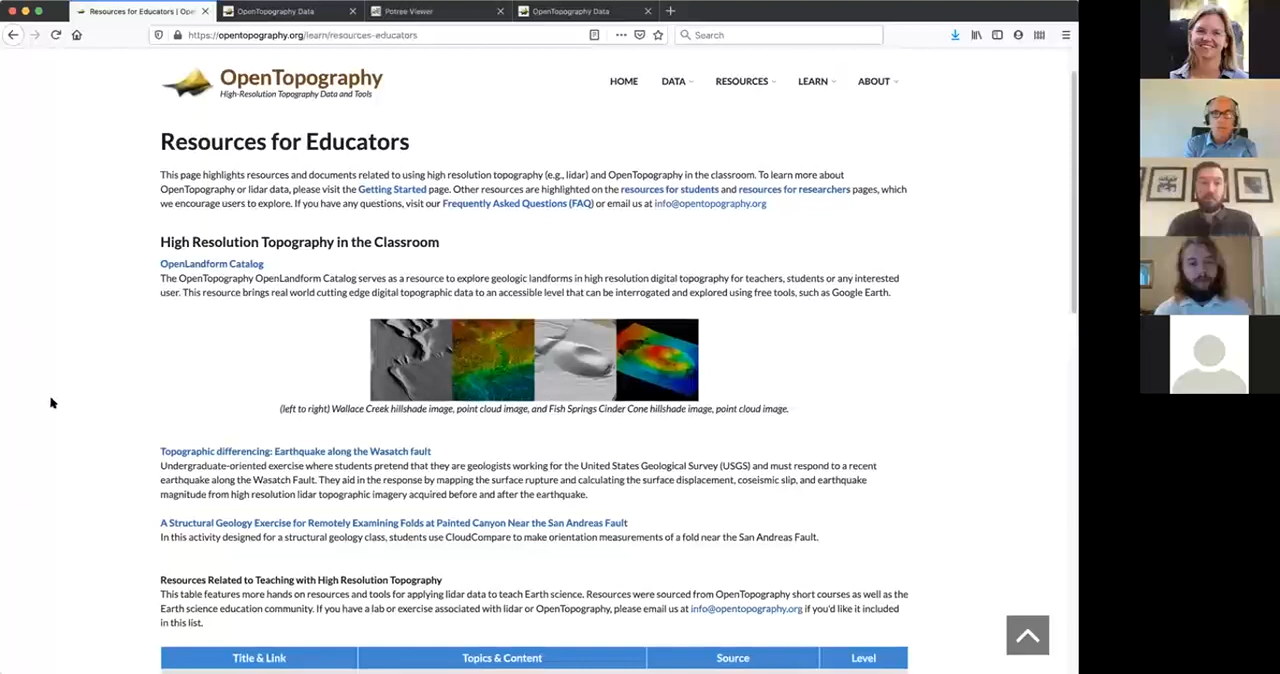 Resources for Educators | Open
OpenTopography Data
Potree Viewer
OpenTopography Data
https://opentopography.org/learn/resources-educators
Search
OpenTopography
High-Resolution Topography Data and Tools
HOME
DATA
RESOURCES
LEARN
ABOUT
Resources for Educators
This page highlights resources and documents related to using high resolution topography (e.g., lidar) and OpenTopography in the classroom. To learn more about
OpenTopography or lidar data, please visit the Getting Started page. Other resources are highlighted on the resources for students and resources for researchers pages, which
we encourage users to explore. If you have any questions, visit our Frequently Asked Questions (FAQ) or email us at info@opentopography.org
High Resolution Topography in the Classroom
OpenLandform Catalog
The OpenTopography OpenLandform Catalog serves as a resource to explore geologic landforms in high resolution digital topography for teachers, students or any interested
user. This resource brings real world cutting edge digital topographic data to an accessible level that can be interrogated and explored using free tools, such as Google Earth.
(left to right) Wallace Creek hillshade image, point cloud image, and Fish Springs Cinder Cone hillshade image, point cloud image.
Topographic differencing: Earthquake along the Wasatch fault
Undergraduate-oriented exercise where students pretend that they are geologists working for the United States Geological Survey (USGS) and must respond to a recent
earthquake along the Wasatch Fault. They aid in the response by mapping the surface rupture and calculating the surface displacement, coseismic slip, and earthquake
magnitude from high resolution lidar topographic imagery acquired before and after the earthquake.
A Structural Geology Exercise for Remotely Examining Folds at Painted Canyon Near the San Andreas Fault
In this activity designed for a structural geology class, students use CloudCompare to make orientation measurements of a fold near the San Andreas Fault.
Resources Related to Teaching with High Resolution Topography
This table features more hands on resources and tools for applying lidar data to teach Earth science. Resources were sourced from OpenTopography short courses as well as the
Earth science education community. If you have a lab or exercise associated with lidar or OpenTopography, please email us at info@opentopography.org if you'd like it included
in this list.
Title & Link
Topics & Content
Source
Level